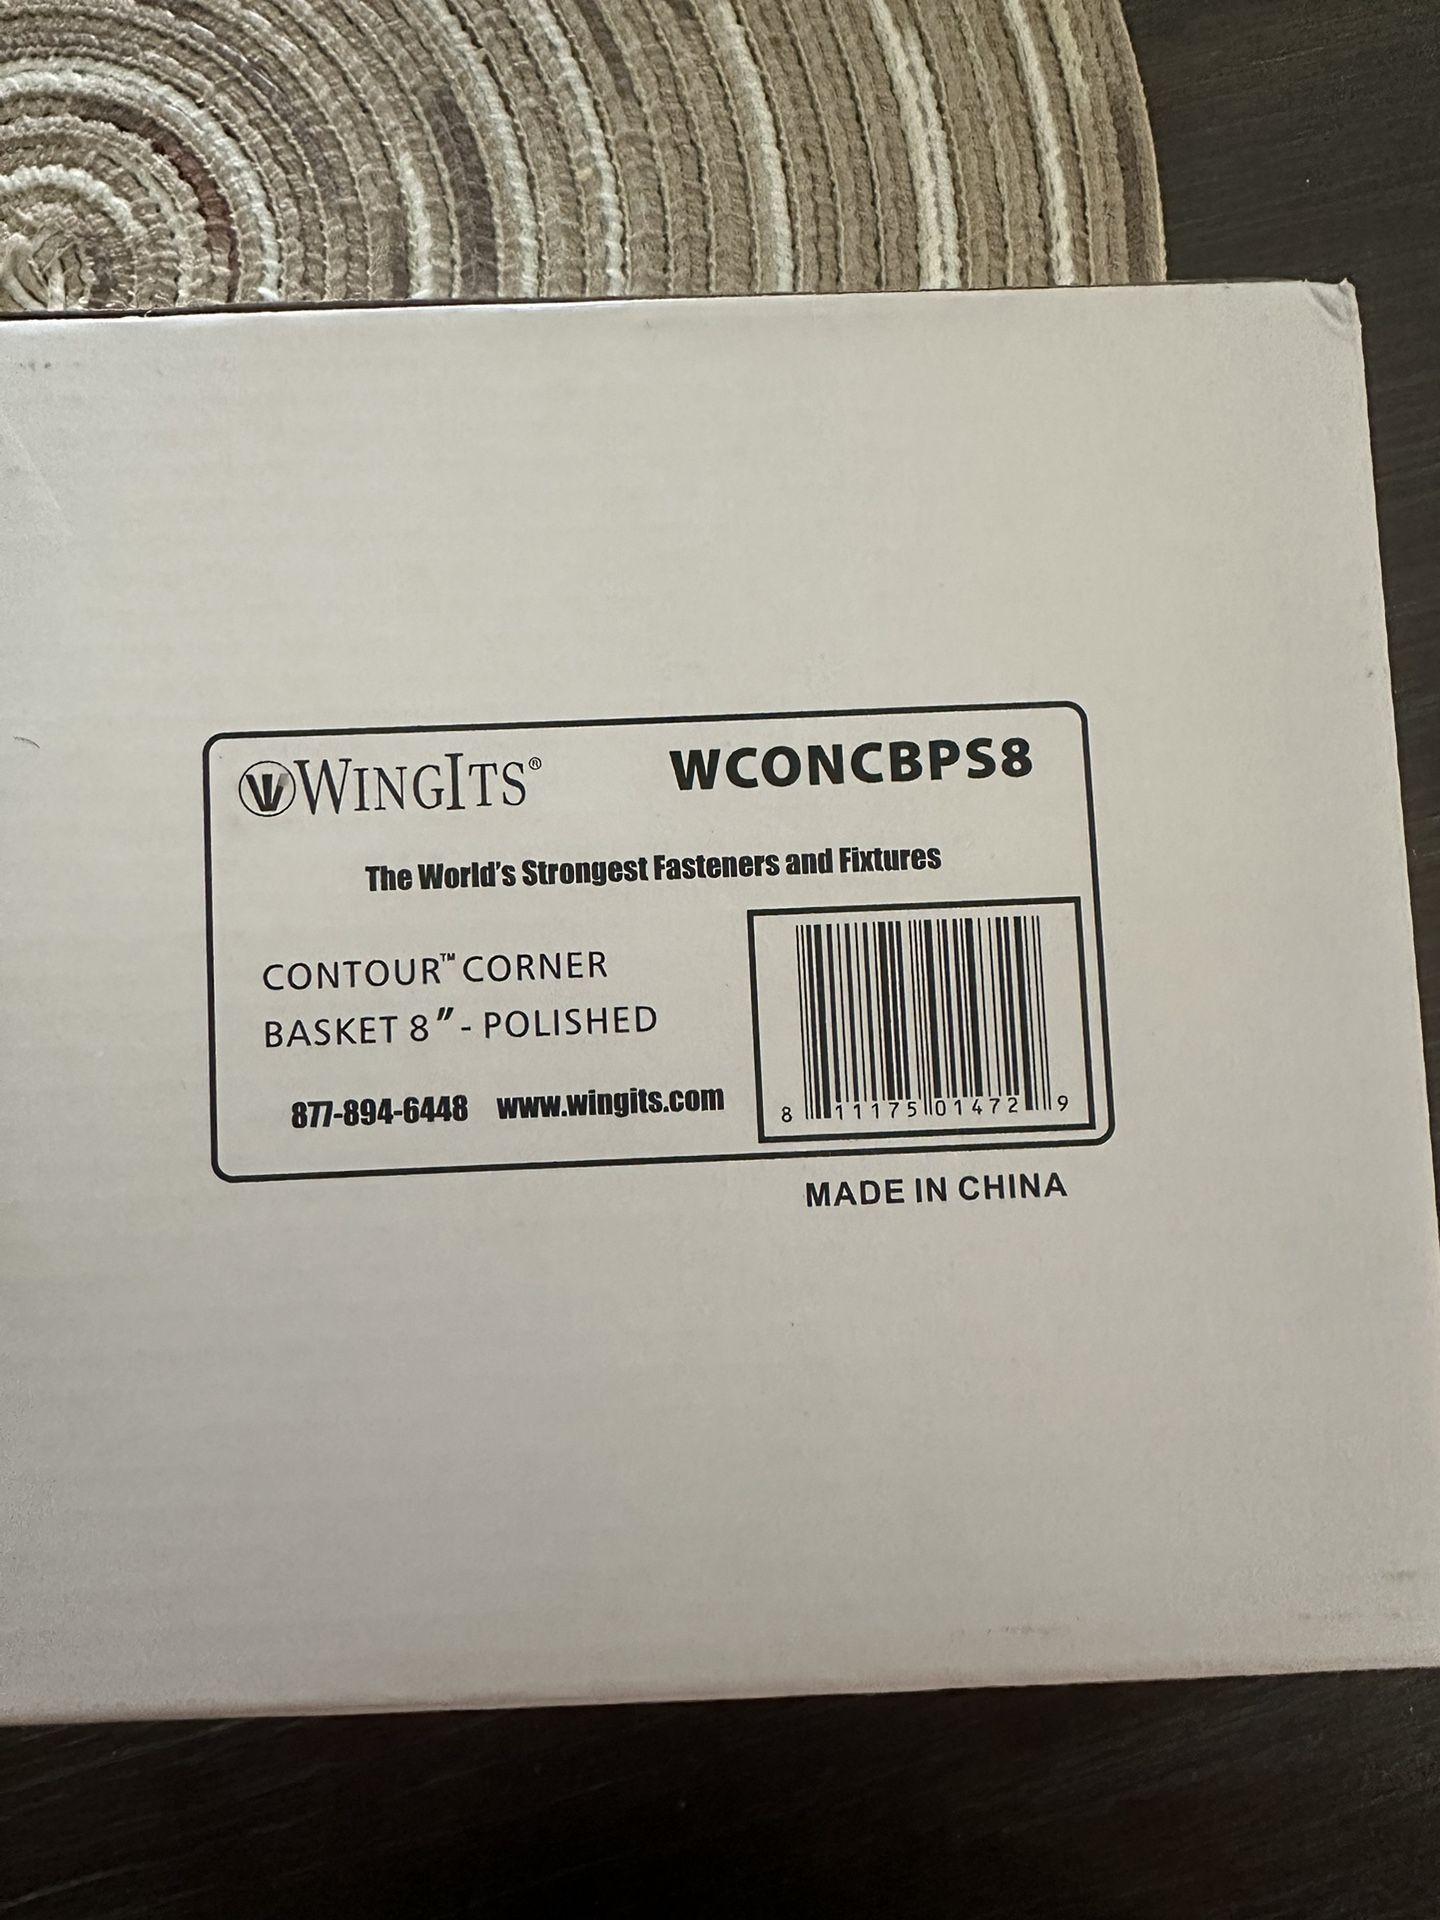 WINGITS® WCONCBPS8
The World's Strongest Fasteners and Fixtures
CONTOUR™ CORNER
BASKET 8" - POLISHED
877-894-6448 www.wingits.com
8 11175 01472 9
MADE IN CHINA